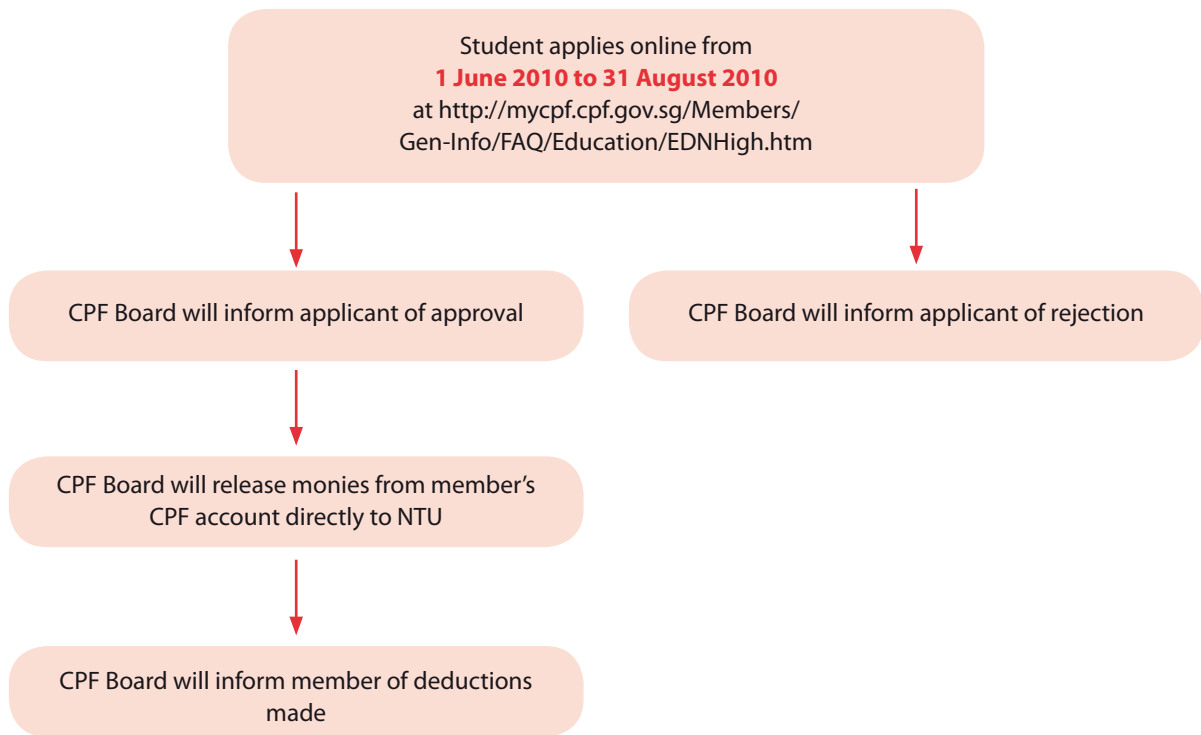 Student applies online from
1 June 2010 to 31 August 2010
at http://mycpf.cpf.gov.sg/Members/
Gen-Info/FAQ/Education/EDNHigh.htm
CPF Board will inform applicant of approval
CPF Board will inform applicant of rejection
CPF Board will release monies from member’s
CPF account directly to NTU
CPF Board will inform member of deductions
made